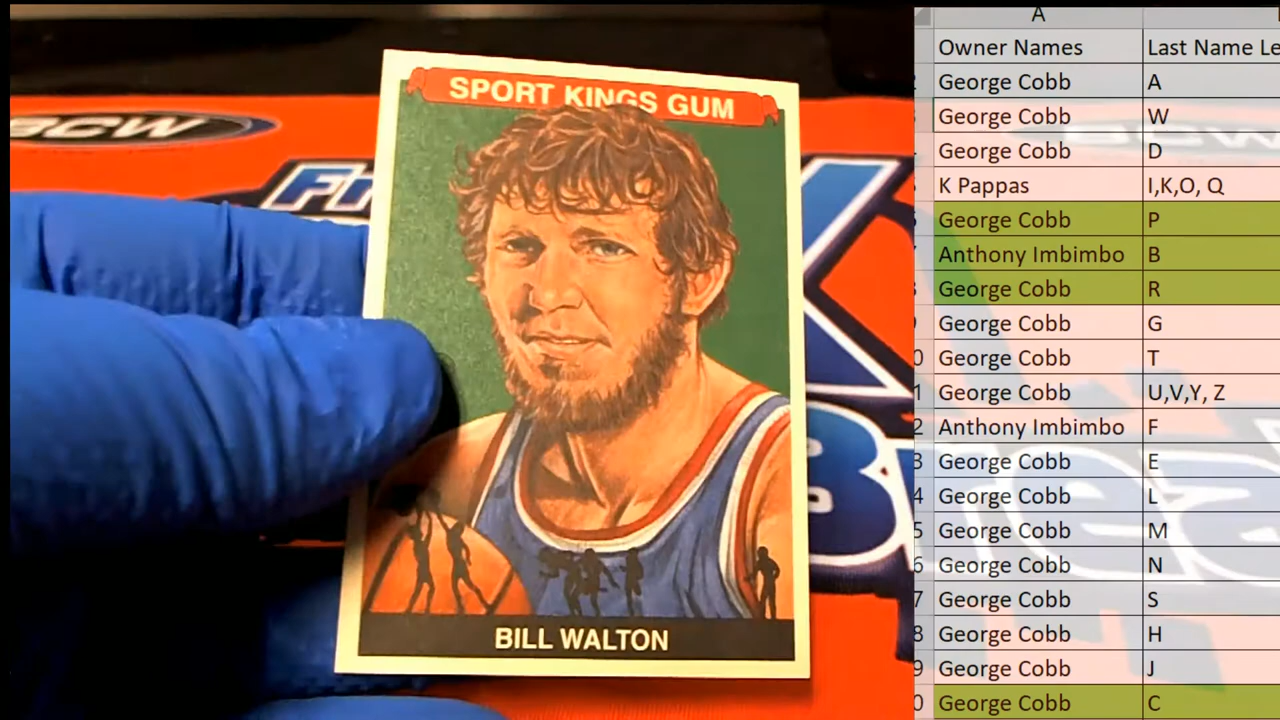 SPORT KINGS GUM
BILL WALTON
BCW
Fr
A
Owner Names Last Name Le
George Cobb A
George Cobb W
George Cobb D
K Pappas I,K,O, Q
George Cobb P
Anthony Imbimbo B
George Cobb R
George Cobb G
George Cobb T
George Cobb U,V,Y, Z
Anthony Imbimbo F
George Cobb E
George Cobb L
George Cobb M
George Cobb N
George Cobb S
George Cobb H
George Cobb J
George Cobb C